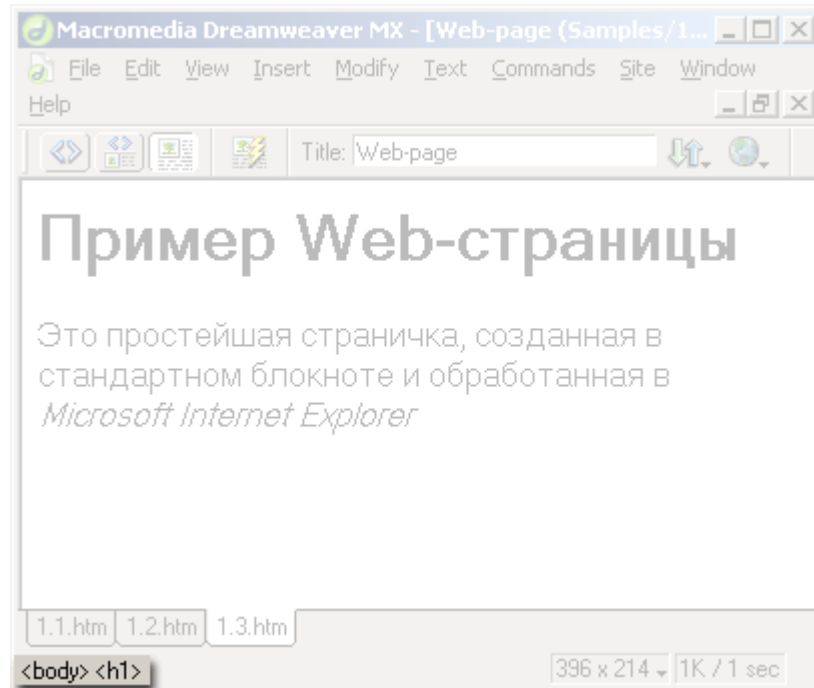 Macromedia Dreamweaver MX - [Web-page (Samples/1...
File Edit View Insert Modify Text Commands Site Window
Help
Title: Web-page
Пример Web-страницы
Это простейшая страничка, созданная в
стандартном блокноте и обработанная в
Microsoft Internet Explorer
1.1.htm 1.2.htm 1.3.htm
<body> <h1> 396 x 214 1K / 1 sec